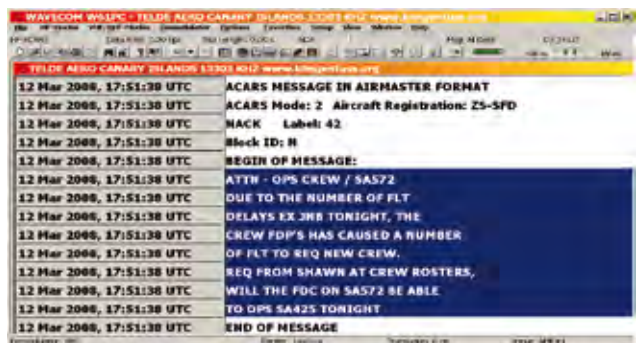 WAVECOM W61PC - TELDE AERO CANARY ISLANDS 13303 KHZ www.klingenfuss.org
TELDE AERO CANARY ISLANDS 13303 KHZ www.klingenfuss.org
12 Mar 2008, 17:51:38 UTC ACARS MESSAGE IN AIRMASTER FORMAT
12 Mar 2008, 17:51:38 UTC ACARS Mode: 2 Aircraft Registration: ZS-SFD
12 Mar 2008, 17:51:38 UTC NACK Label: 42
12 Mar 2008, 17:51:38 UTC Block ID: N
12 Mar 2008, 17:51:38 UTC BEGIN OF MESSAGE:
12 Mar 2008, 17:51:38 UTC ATTN - OPS CREW / SA572
12 Mar 2008, 17:51:38 UTC DUE TO THE NUMBER OF FLT
12 Mar 2008, 17:51:38 UTC DELAYS EX JNB TONIGHT, THE
12 Mar 2008, 17:51:38 UTC CREW FDP'S HAS CAUSED A NUMBER
12 Mar 2008, 17:51:38 UTC OF FLT TO REQ NEW CREW.
12 Mar 2008, 17:51:38 UTC REQ FROM SHAWN AT CREW ROSTERS,
12 Mar 2008, 17:51:38 UTC WILL THE FDC ON SA572 BE ABLE
12 Mar 2008, 17:51:38 UTC TO OPS SA425 TONIGHT
12 Mar 2008, 17:51:38 UTC END OF MESSAGE